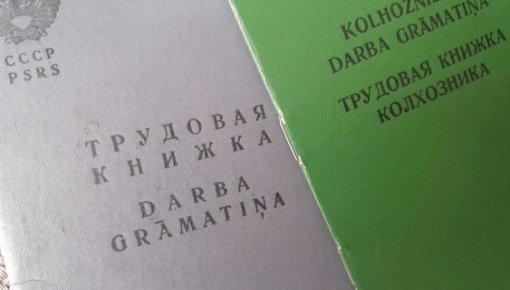 СССР
PSRS
ТРУДОВАЯ
КНИЖКА
DARBA
GRĀMATIŅA
DARBA GRĀMATIŅA
ТРУДОВАЯ КНИЖКА
КОЛХОЗНИКА